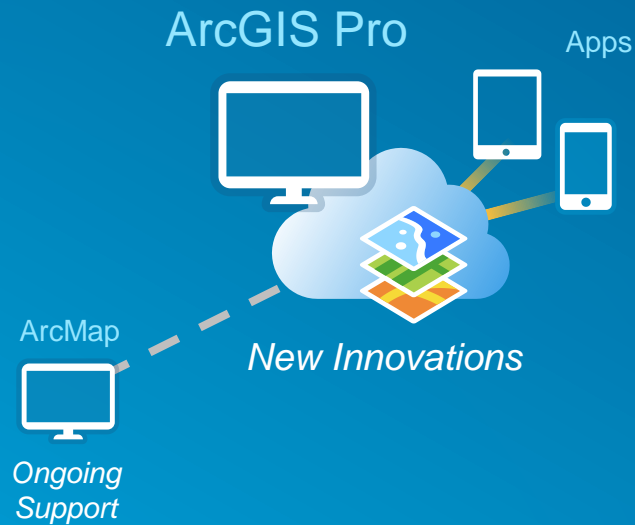 ArcGIS Pro
Apps
ArcMap
New Innovations
Ongoing
Support